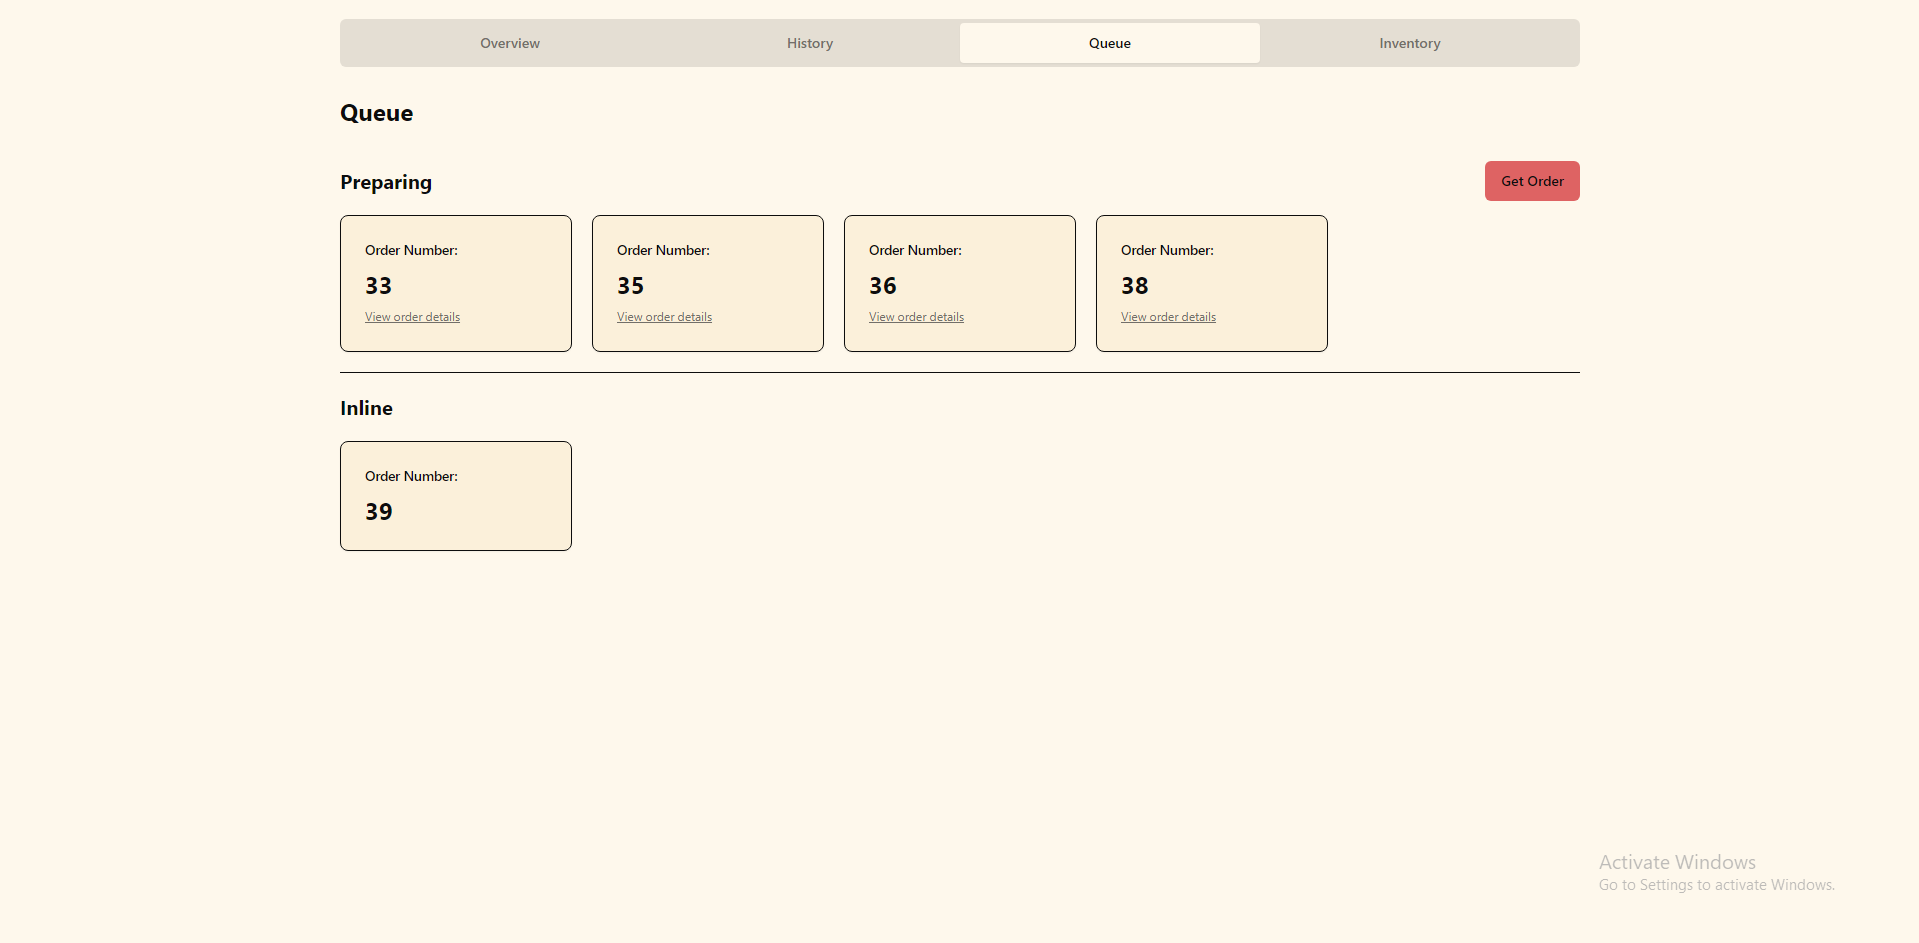 Overview History Queue Inventory
Queue
Preparing Get Order
Order Number: Order Number: Order Number: Order Number:
33 35 36 38
View order details View order details View order details View order details
Inline
Order Number:
39
Activate Windows
Go to Settings to activate Windows.